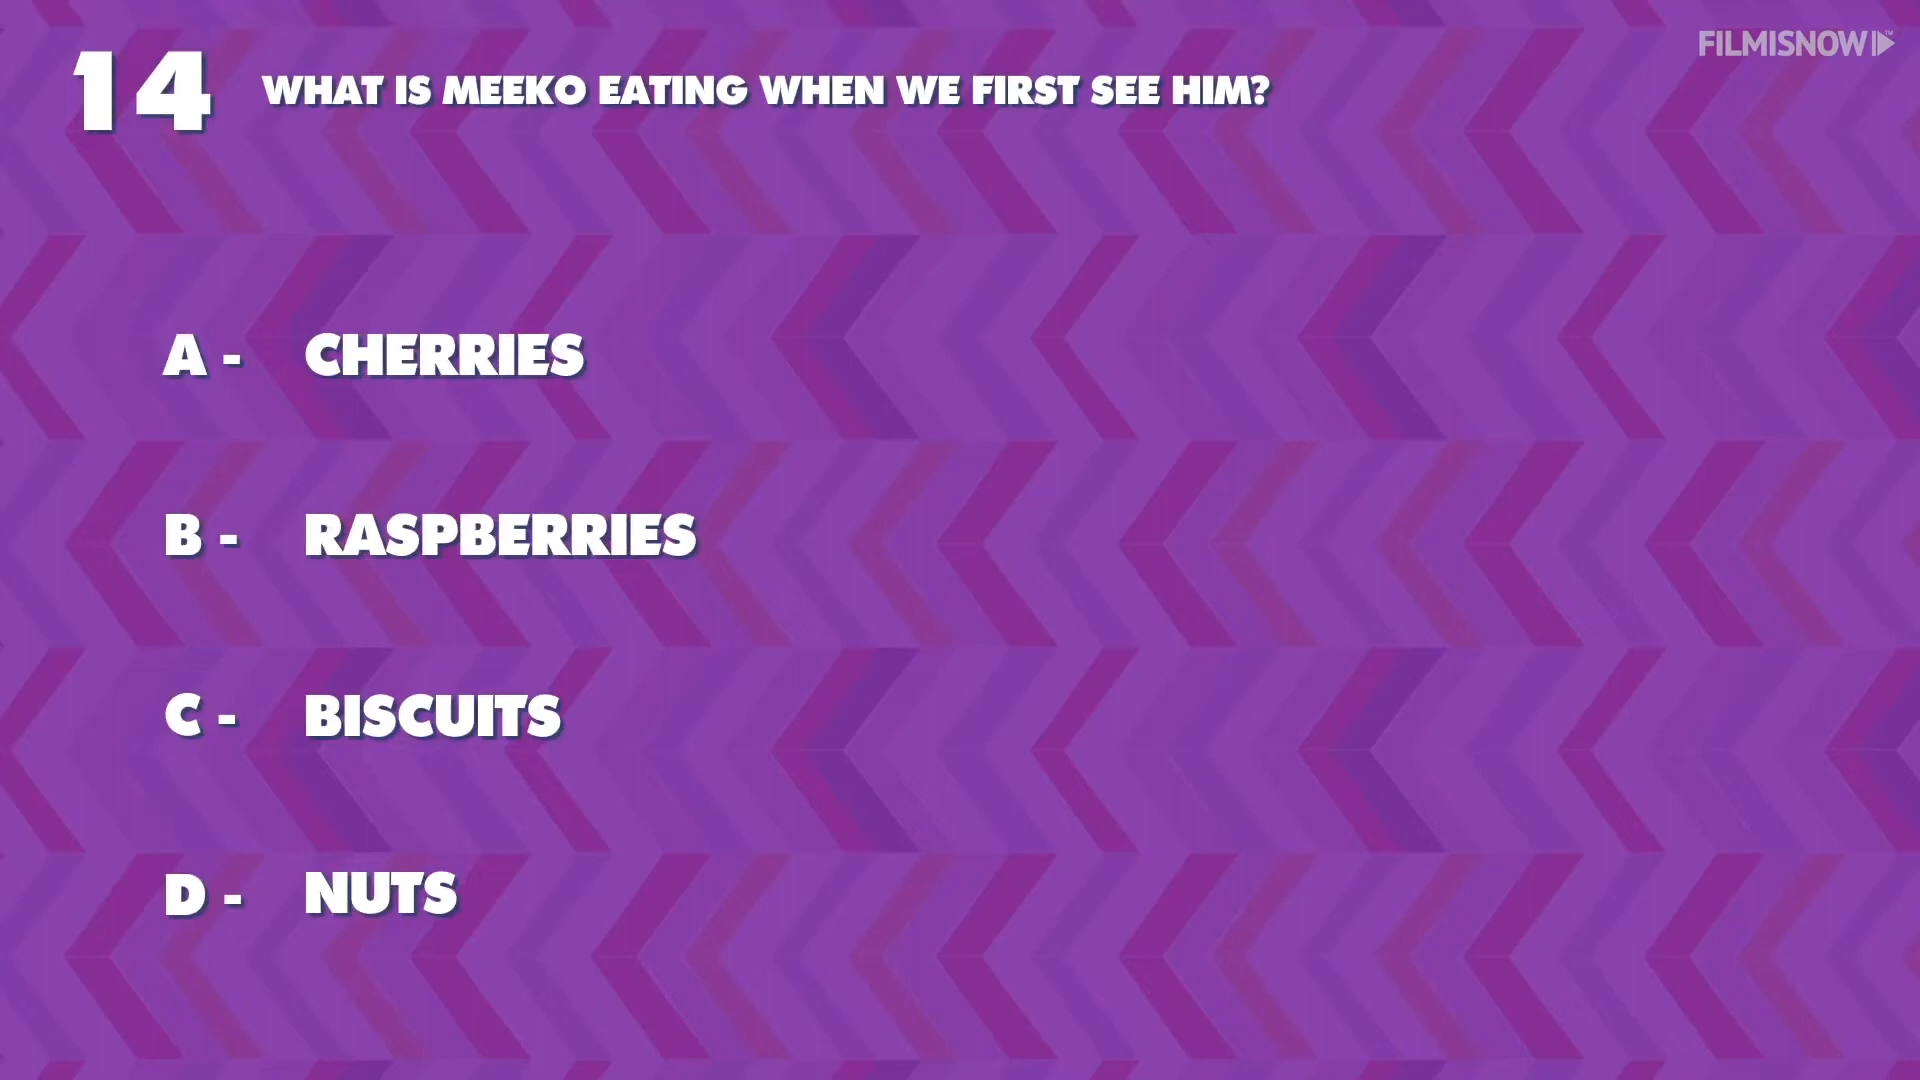 FILMISNOW
14 WHAT IS MEEKO EATING WHEN WE FIRST SEE HIM?
A - CHERRIES
B - RASPBERRIES
C - BISCUITS
D - NUTS